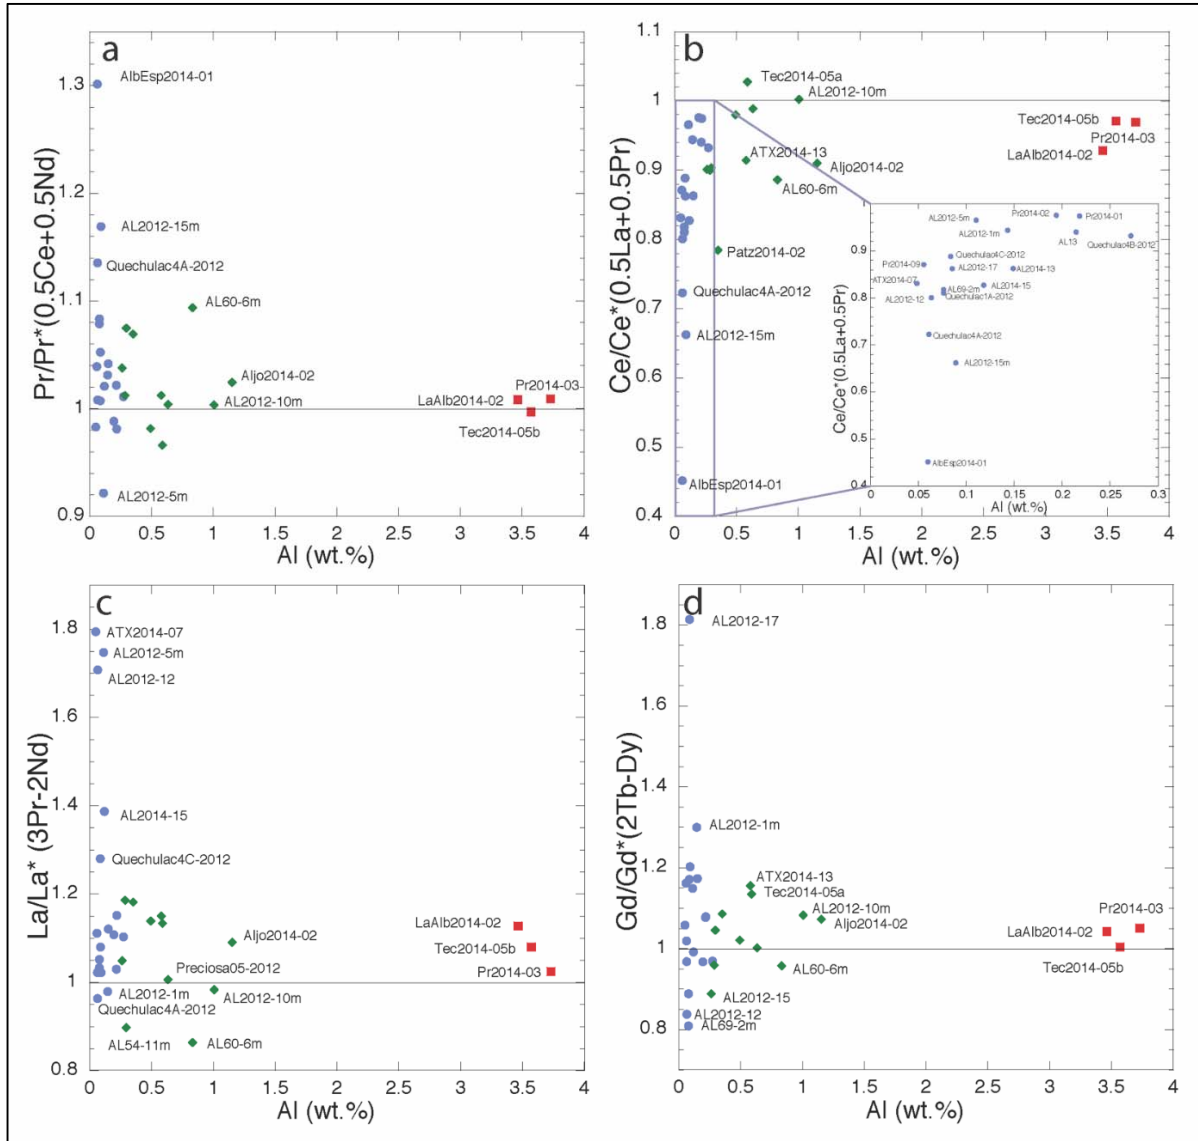 a
Pr/Pr*(0.5Ce+0.5Nd)
1.3
1.2
1.1
1
0.9
AlbEsp2014-01
AL2012-15m
Quechulac4A-2012
AL60-6m
Aljo2014-02
Pr2014-03
LaAlb2014-02
AL2012-10m
Tec2014-05b
AL2012-5m
0 0.5 1 1.5 2 2.5 3 3.5 4
Al (wt.%)
b
Ce/Ce*(0.5La+0.5Pr)
1.1
1
0.9
0.8
0.7
0.6
0.5
0.4
Tec2014-05a
AL2012-10m
Tec2014-05b
Pr2014-03
LaAlb2014-02
ATX2014-13
Aljo2014-02
AL60-6m
Patz2014-02
Quechulac4A-2012
AL2012-15m
AlbEsp2014-01
0 0.5 1 1.5 2 2.5 3 3.5 4
Al (wt.%)
Ce/Ce*(0.5La+0.5Pr)
0.9
0.8
0.7
0.6
0.5
0.4
AL2012-5m
Pr2014-02
Pr2014-01
AL2012-1m
AL13
Quechulac4B-2012
Quechulac4C-2012
Pr2014-09
AL2012-17
AL2014-13
ATX2014-07
AL69-2m
AL2014-15
AL2012-12
Quechulac1A-2012
Quechulac4A-2012
AL2012-15m
AlbEsp2014-01
0 0.05 0.1 0.15 0.2 0.25 0.3
Al (wt.%)
c
La/La* (3Pr-2Nd)
1.8
1.6
1.4
1.2
1
0.8
ATX2014-07
AL2012-5m
AL2012-12
AL2014-15
Quechulac4C-2012
LaAlb2014-02
Aljo2014-02
Tec2014-05b
Preciosa05-2012
Pr2014-03
AL2012-1m
AL2012-10m
Quechulac4A-2012
AL54-11m
AL60-6m
0 0.5 1 1.5 2 2.5 3 3.5 4
Al (wt.%)
d
Gd/Gd*(2Tb-Dy)
1.8
1.6
1.4
1.2
1
0.8
AL2012-17
AL2012-1m
ATX2014-13
Tec2014-05a
AL2012-10m
Aljo2014-02
Pr2014-03
LaAlb2014-02
Tec2014-05b
AL60-6m
AL2012-15
AL2012-12
AL69-2m
0 0.5 1 1.5 2 2.5 3 3.5 4
Al (wt.%)